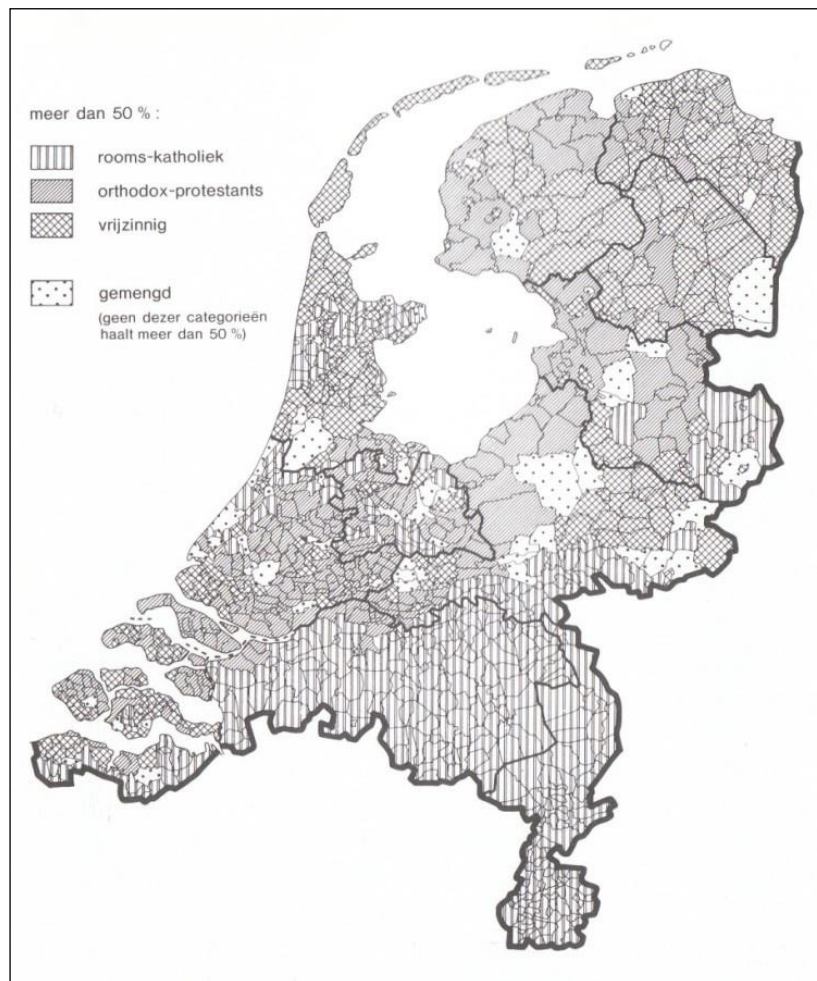 meer dan 50 % :
rooms-katholiek
orthodox-protestants
vrijzinnig
gemengd
(geen dezer categorieën
haalt meer dan 50 %)